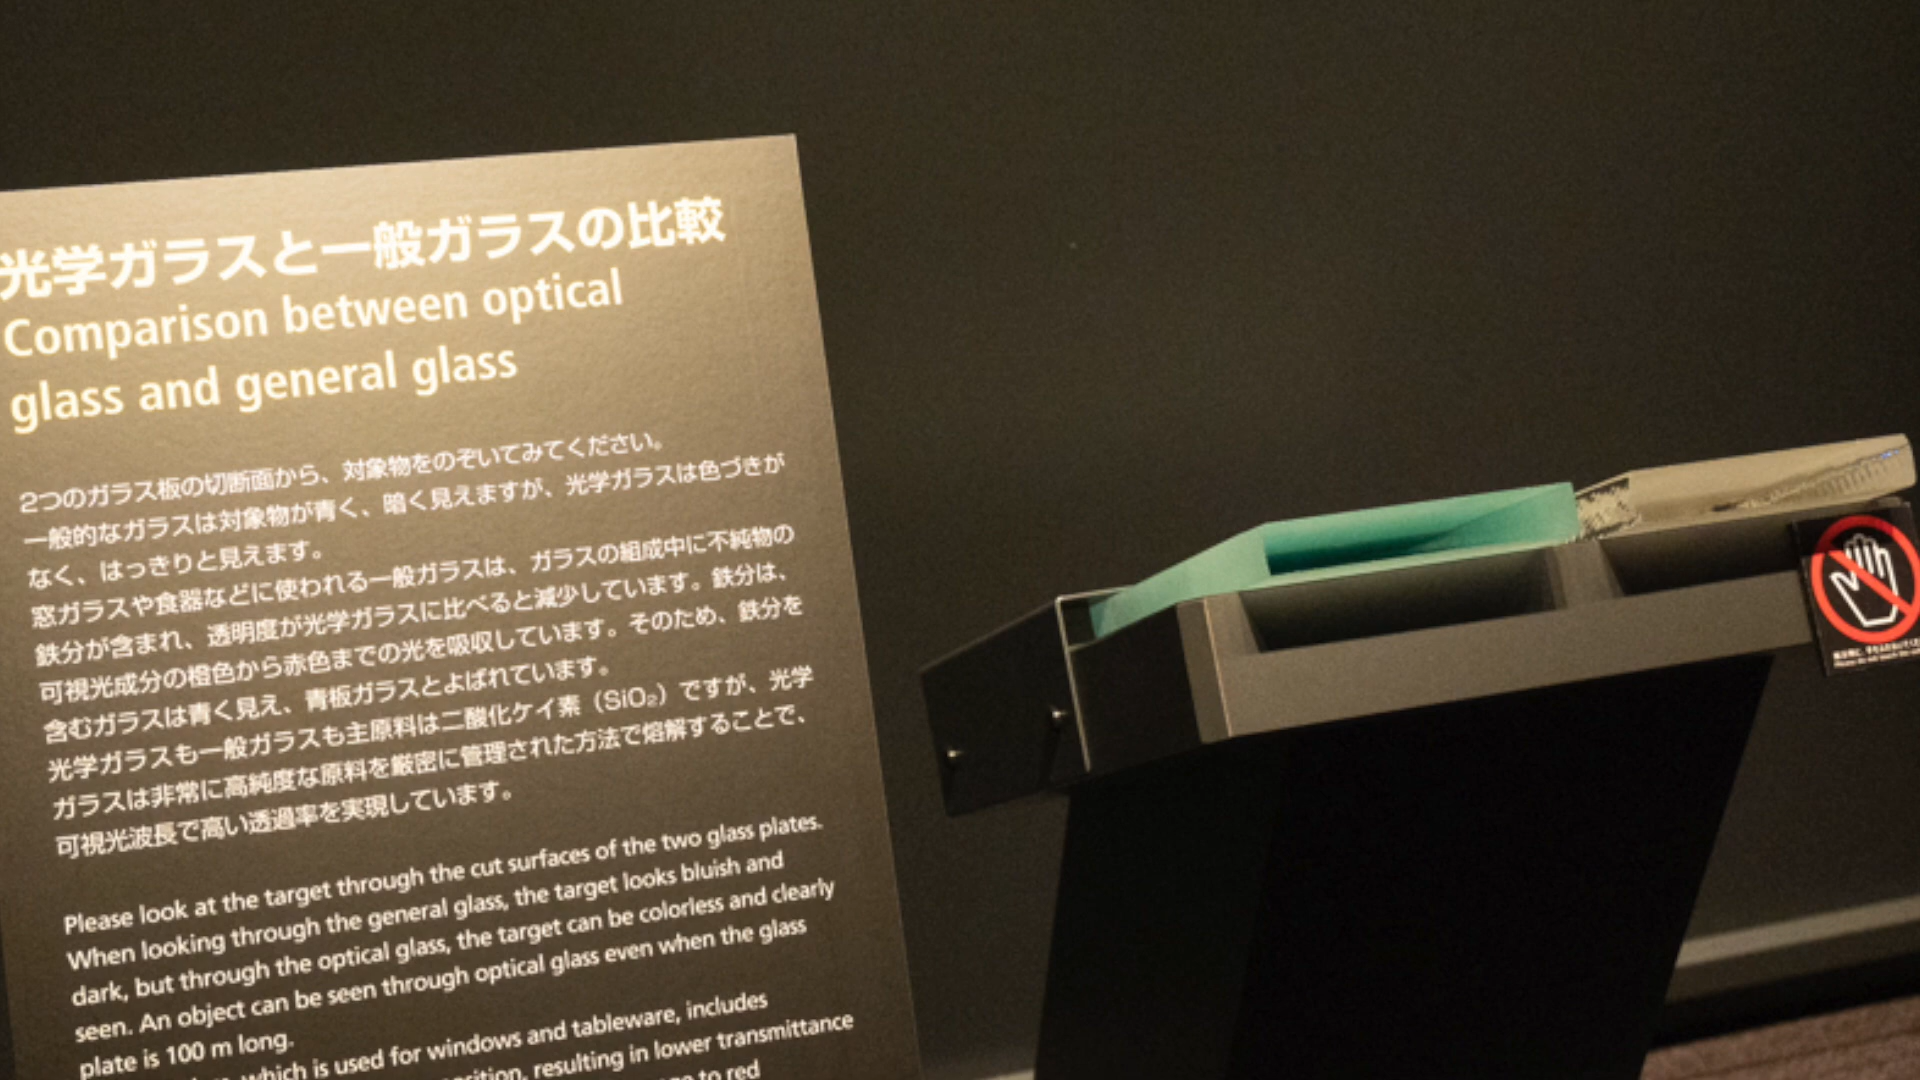 光学ガラスと一般ガラスの比較
Comparison between optical
glass and general glass
2つのガラス板の切断面から、対象物をのぞいてみてください。
一般的なガラスは対象物が青く、暗く見えますが、光学ガラスは色づきが
なく、はっきりと見えます。
窓ガラスや食器などに使われる一般ガラスは、ガラスの組成中に不純物の
鉄分が含まれ、透明度が光学ガラスに比べると減少しています。鉄分は、
可視光成分の橙色から赤色までの光を吸収しています。そのため、鉄分を
含むガラスは青く見え、青板ガラスとよばれています。
光学ガラスも一般ガラスも主原料は二酸化ケイ素（SiO₂）ですが、光学
ガラスは非常に高純度な原料を厳密に管理された方法で熔解することで、
可視光波長で高い透過率を実現しています。
Please look at the target through the cut surfaces of the two glass plates.
When looking through the general glass, the target looks bluish and
dark, but through the optical glass, the target can be colorless and clearly
seen. An object can be seen through optical glass even when the glass
plate is 100 m long.
which is used for windows and tableware, includes
resulting in lower transmittance
to red